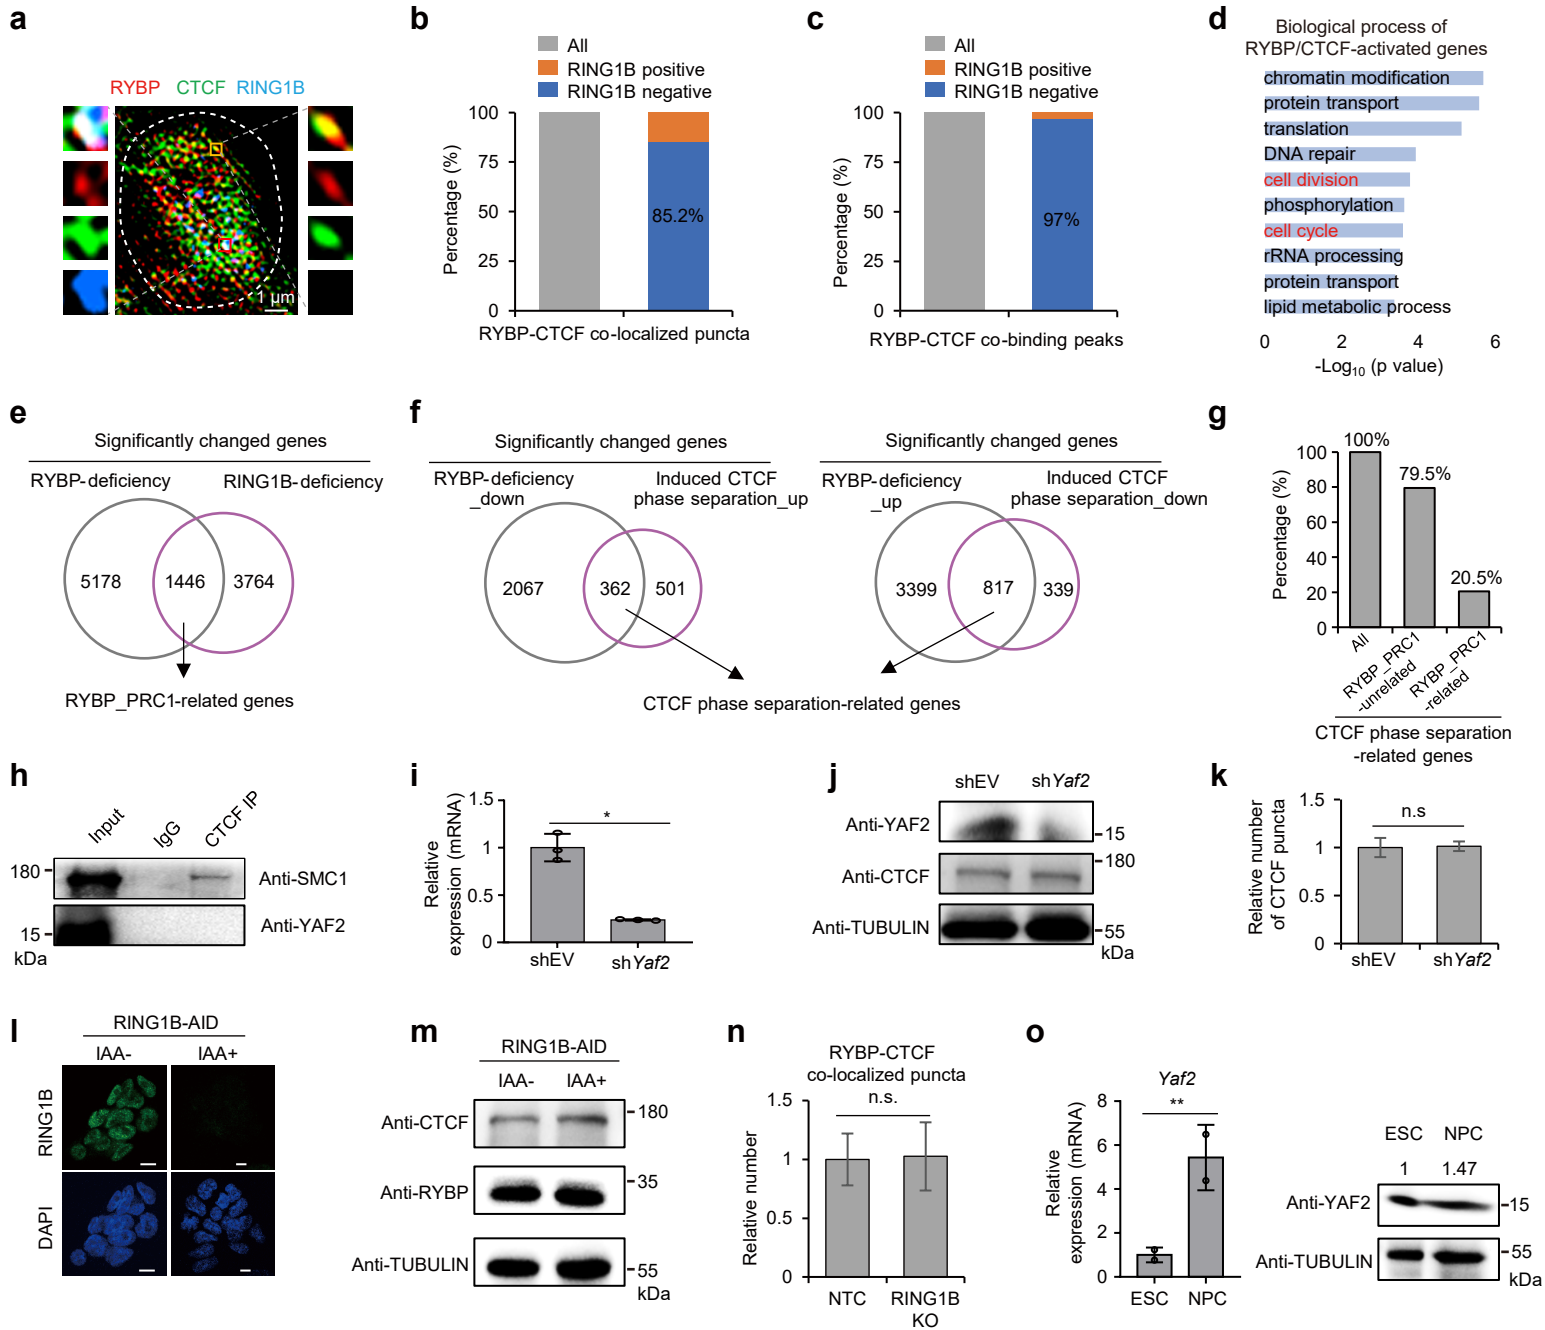 a
RYBP CTCF RING1B
1 μm
b
All
RING1B positive
RING1B negative
Percentage (%)
100
75
50
25
0
85.2%
RYBP-CTCF co-localized puncta
c
All
RING1B positive
RING1B negative
Percentage (%)
100
75
50
25
0
97%
RYBP-CTCF co-binding peaks
d
Biological process of
RYBP/CTCF-activated genes
chromatin modification
protein transport
translation
DNA repair
cell division
phosphorylation
cell cycle
rRNA processing
protein transport
lipid metabolic process
0 2 4 6
-Log10 (p value)
e
Significantly changed genes
RYBP-deficiency RING1B-deficiency
5178 1446 3764
RYBP_PRC1-related genes
f
Significantly changed genes
RYBP-deficiency
_down
Induced CTCF
phase separation_up
2067 362 501
Significantly changed genes
RYBP-deficiency
_up
Induced CTCF
phase separation_down
3399 817 339
CTCF phase separation-related genes
g
Percentage (%)
100
80
60
40
20
0
100%
79.5%
20.5%
All
RYBP_PRC1
-unrelated
RYBP_PRC1
-related
CTCF phase separation
-related genes
h
Input IgG CTCF IP
180
Anti-SMC1
15
Anti-YAF2
kDa
i
Relative
expression (mRNA)
1.5
1
0.5
0
*
shEV shYaf2
j
shEV shYaf2
Anti-YAF2
15
180
Anti-CTCF
Anti-TUBULIN
55
kDa
k
Relative number
of CTCF puncta
1.5
1
0.5
0
n.s
shEV shYaf2
l
RING1B-AID
IAA- IAA+
RING1B
DAPI
m
RING1B-AID
IAA- IAA+
Anti-CTCF
180
Anti-RYBP
35
Anti-TUBULIN
55
kDa
n
RYBP-CTCF
co-localized puncta
n.s.
Relative number
1.5
1
0.5
0
NTC RING1B
KO
o
Yaf2
**
Relative
expression (mRNA)
8
6
4
2
0
ESC NPC
ESC NPC
1 1.47
Anti-YAF2
15
Anti-TUBULIN
55
kDa